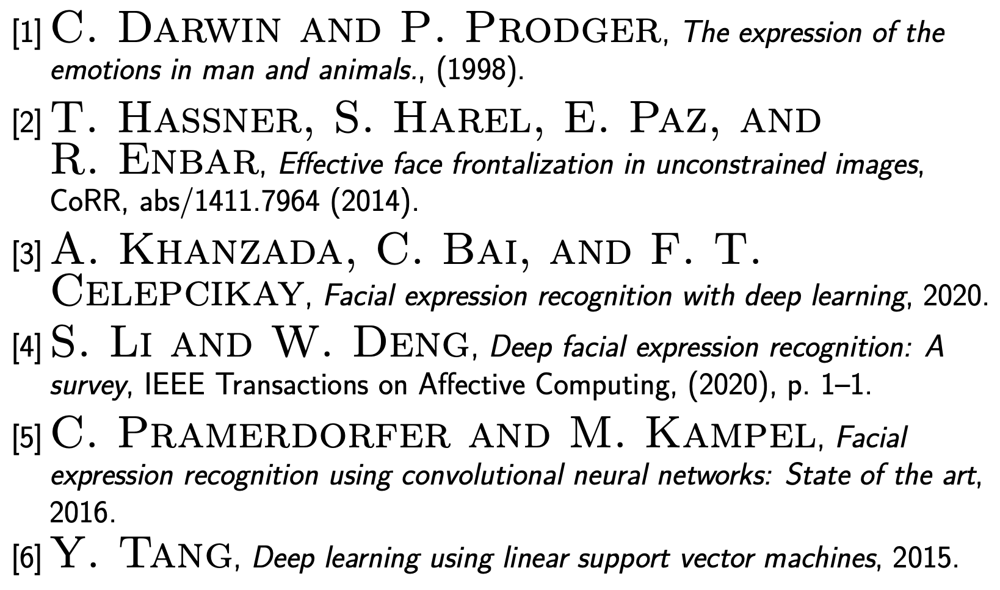 [1] C. Darwin and P. Prodger, The expression of the
emotions in man and animals., (1998).
[2] T. Hassner, S. Harel, E. Paz, and
R. Enbar, Effective face frontalization in unconstrained images,
CoRR, abs/1411.7964 (2014).
[3] A. Khanzada, C. Bai, and F. T.
Celepcikay, Facial expression recognition with deep learning, 2020.
[4] S. Li and W. Deng, Deep facial expression recognition: A
survey, IEEE Transactions on Affective Computing, (2020), p. 1–1.
[5] C. Pramerdorfer and M. Kampel, Facial
expression recognition using convolutional neural networks: State of the art,
2016.
[6] Y. Tang, Deep learning using linear support vector machines, 2015.